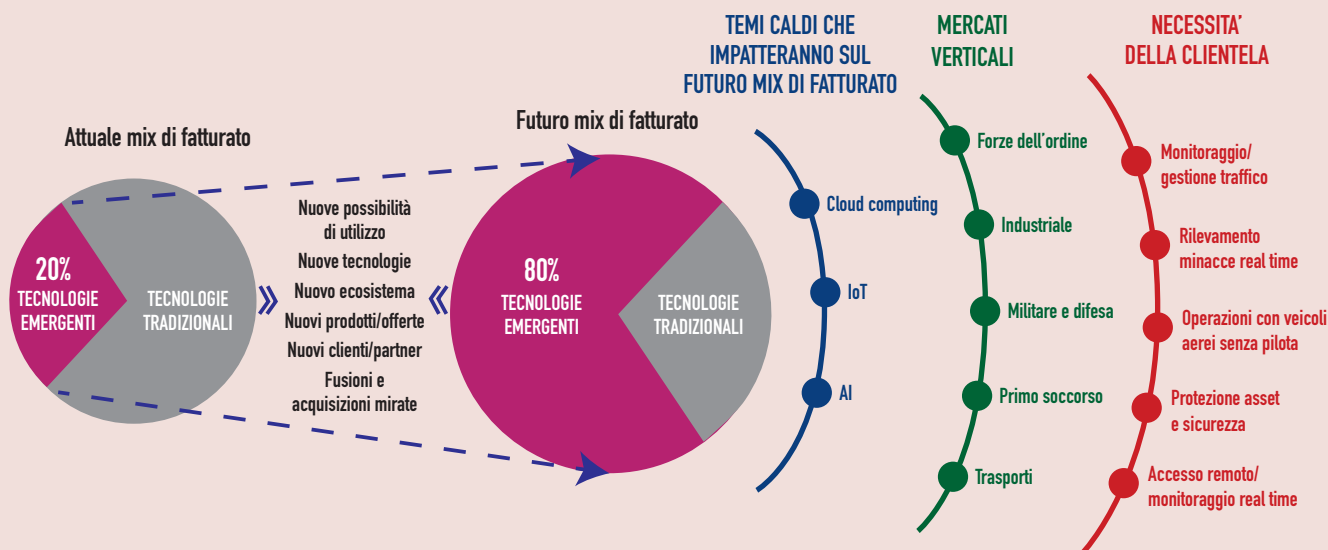 TEMI CALDI CHE
IMPATTERANNO SUL
FUTURO MIX DI FATTURATO
MERCATI
VERTICALI
NECESSITA'
DELLA CLIENTELA
Attuale mix di fatturato
Futuro mix di fatturato
20%
TECNOLOGIE
EMERGENTI
TECNOLOGIE
TRADIZIONALI
Nuove possibilità
di utilizzo
Nuove tecnologie
Nuovo ecosistema
Nuovi prodotti/offerte
Nuovi clienti/partner
Fusioni e
acquisizioni mirate
80%
TECNOLOGIE
EMERGENTI
TECNOLOGIE
TRADIZIONALI
Cloud computing
IoT
AI
Forze dell'ordine
Industriale
Militare e difesa
Primo soccorso
Trasporti
Monitoraggio/
gestione traffico
Rilevamento
minacce real time
Operazioni con veicoli
aerei senza pilota
Protezione asset
e sicurezza
Accesso remoto/
monitoraggio real time